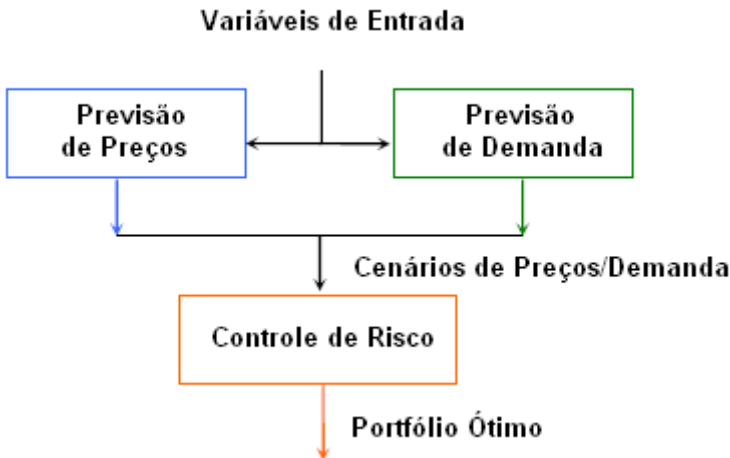 Variáveis de Entrada
Previsão
de Preços
Previsão
de Demanda
Cenários de Preços/Demanda
Controle de Risco
Portfólio Ótimo